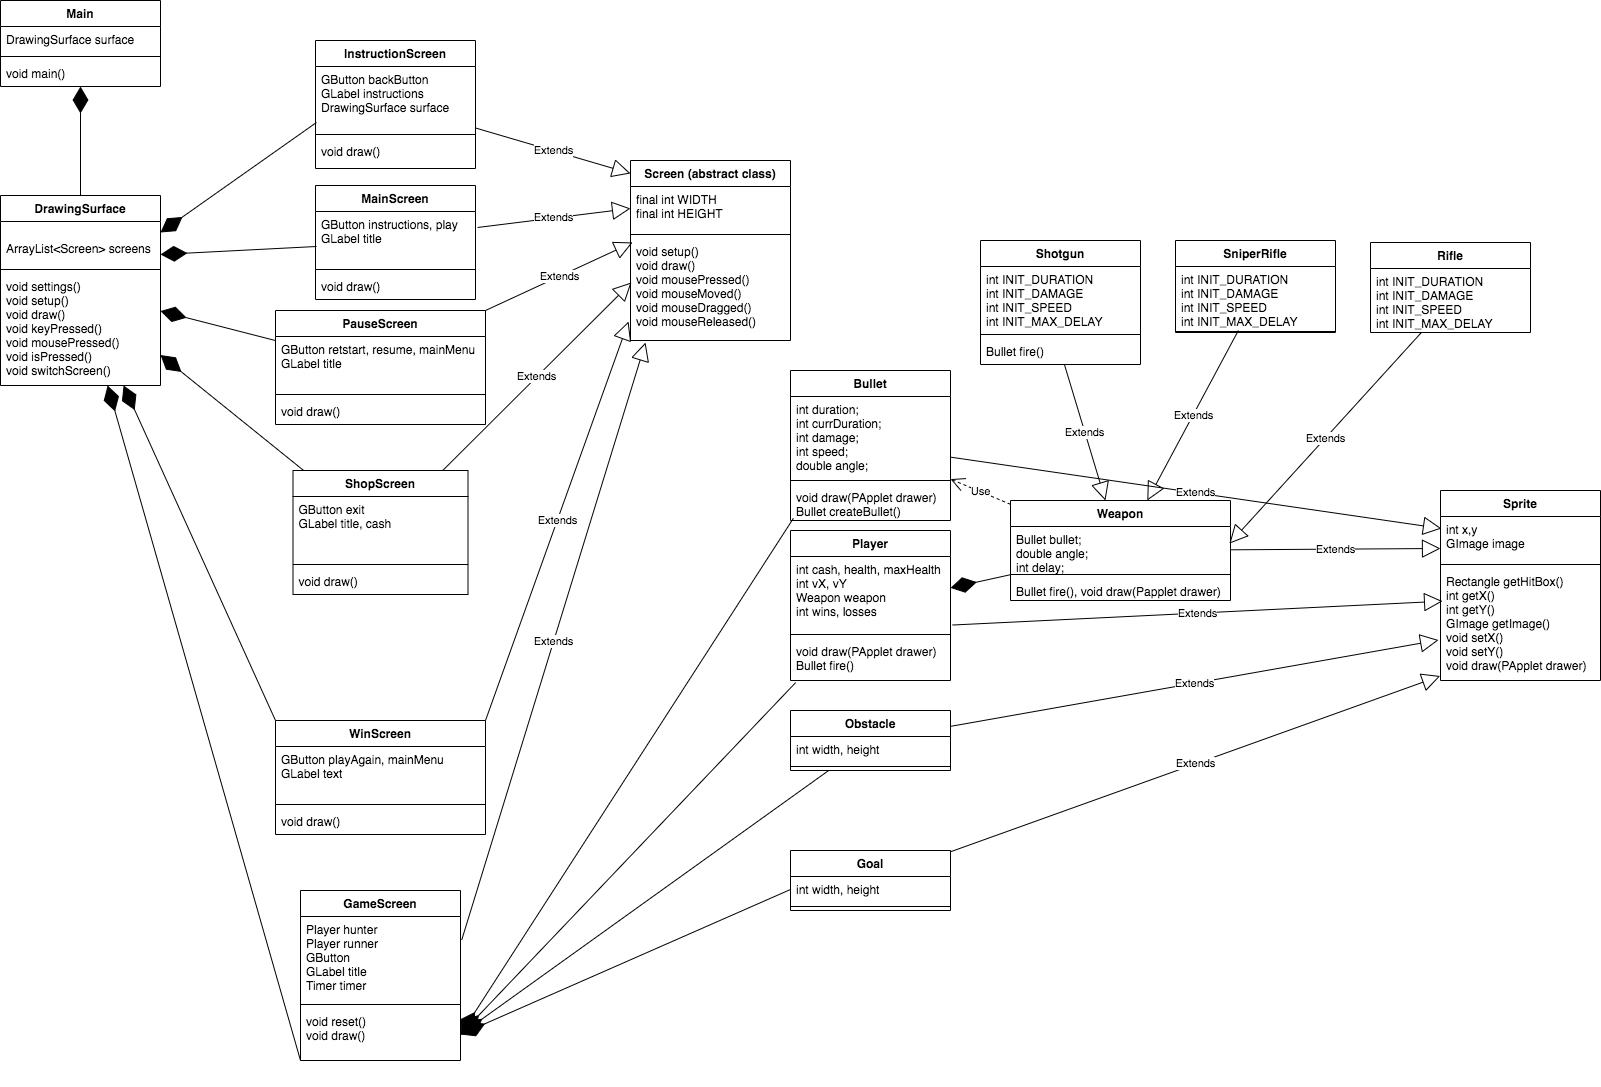 Main
DrawingSurface surface
void main()
DrawingSurface
ArrayList<Screen> screens
void settings()
void setup()
void draw()
void keyPressed()
void mousePressed()
void isPressed()
void switchScreen()
InstructionScreen
GButton backButton
GLabel instructions
DrawingSurface surface
void draw()
MainScreen
GButton instructions, play
GLabel title
void draw()
PauseScreen
GButton retstart, resume, mainMenu
GLabel title
void draw()
ShopScreen
GButton exit
GLabel title, cash
void draw()
WinScreen
GButton playAgain, mainMenu
GLabel text
void draw()
GameScreen
Player hunter
Player runner
GButton
GLabel title
Timer timer
void reset()
void draw()
Extends
Extends
Extends
Extends
Extends
Extends
Screen (abstract class)
final int WIDTH
final int HEIGHT
void setup()
void draw()
void mousePressed()
void mouseMoved()
void mouseDragged()
void mouseReleased()
Bullet
int duration;
int currDuration;
int damage;
int speed;
double angle;
void draw(PApplet drawer)
Bullet createBullet()
Player
int cash, health, maxHealth
int vX, vY
Weapon weapon
int wins, losses
void draw(PApplet drawer)
Bullet fire()
Obstacle
int width, height
Goal
int width, height
Shotgun
int INIT_DURATION
int INIT_DAMAGE
int INIT_SPEED
int INIT_MAX_DELAY
Bullet fire()
SniperRifle
int INIT_DURATION
int INIT_DAMAGE
int INIT_SPEED
int INIT_MAX_DELAY
Rifle
int INIT_DURATION
int INIT_DAMAGE
int INIT_SPEED
int INIT_MAX_DELAY
Extends
Extends
Extends
Use
Weapon
Bullet bullet;
double angle;
int delay;
Bullet fire(), void draw(Papplet drawer)
Extends
Extends
Extends
Extends
Extends
Sprite
int x,y
GImage image
Rectangle getHitBox()
int getX()
int getY()
GImage getImage()
void setX()
void setY()
void draw(PApplet drawer)